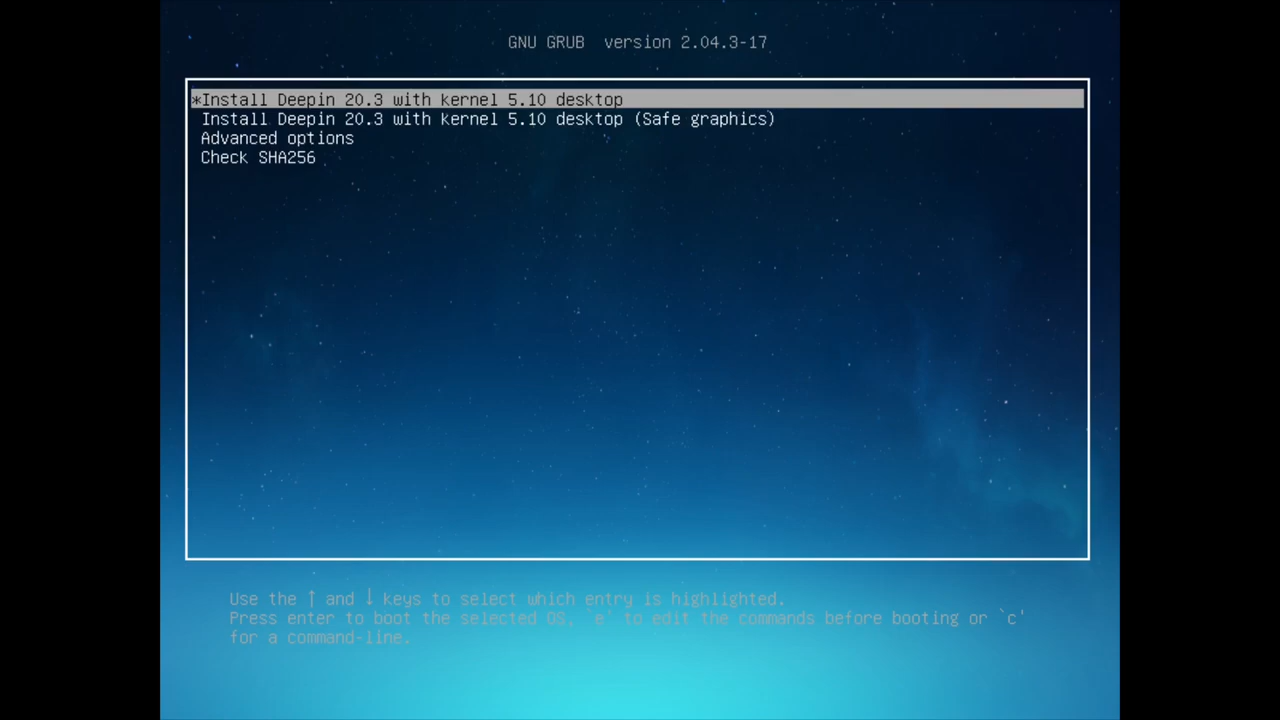 GNU GRUB  version 2.04.3-17
*Install Deepin 20.3 with kernel 5.10 desktop
Install Deepin 20.3 with kernel 5.10 desktop (Safe graphics)
Advanced options
Check SHA256
Use the ↑ and ↓ keys to select which entry is highlighted.
Press enter to boot the selected OS, `e' to edit the commands before booting or `c'
for a command-line.